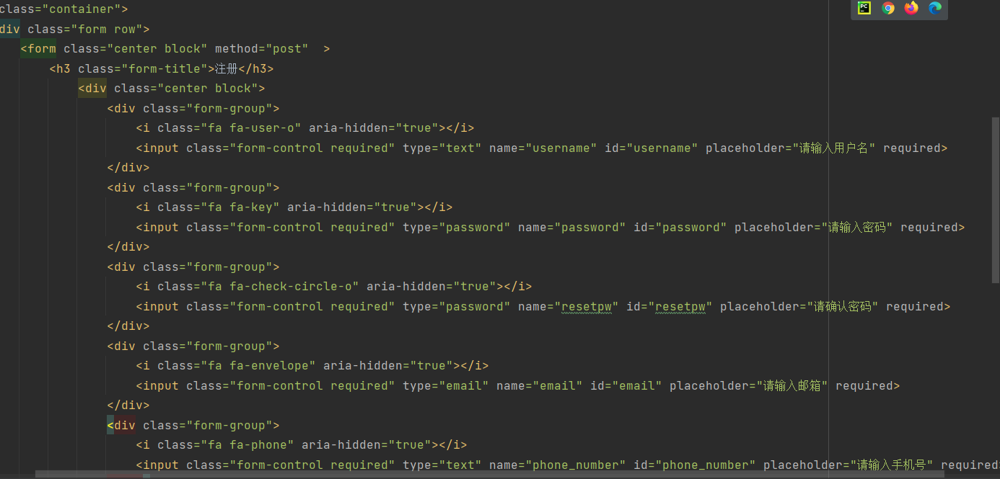 class="container">
div class="form row">
<form class="center block" method="post"  >
<h3 class="form-title">注册</h3>
<div class="center block">
<div class="form-group">
<i class="fa fa-user-o" aria-hidden="true"></i>
<input class="form-control required" type="text" name="username" id="username" placeholder="请输入用户名" required>
</div>
<div class="form-group">
<i class="fa fa-key" aria-hidden="true"></i>
<input class="form-control required" type="password" name="password" id="password" placeholder="请输入密码" required>
</div>
<div class="form-group">
<i class="fa fa-check-circle-o" aria-hidden="true"></i>
<input class="form-control required" type="password" name="resetpw" id="resetpw" placeholder="请确认密码" required>
</div>
<div class="form-group">
<i class="fa fa-envelope" aria-hidden="true"></i>
<input class="form-control required" type="email" name="email" id="email" placeholder="请输入邮箱" required>
</div>
<div class="form-group">
<i class="fa fa-phone" aria-hidden="true"></i>
<input class="form-control required" type="text" name="phone_number" id="phone_number" placeholder="请输入手机号" required
PC